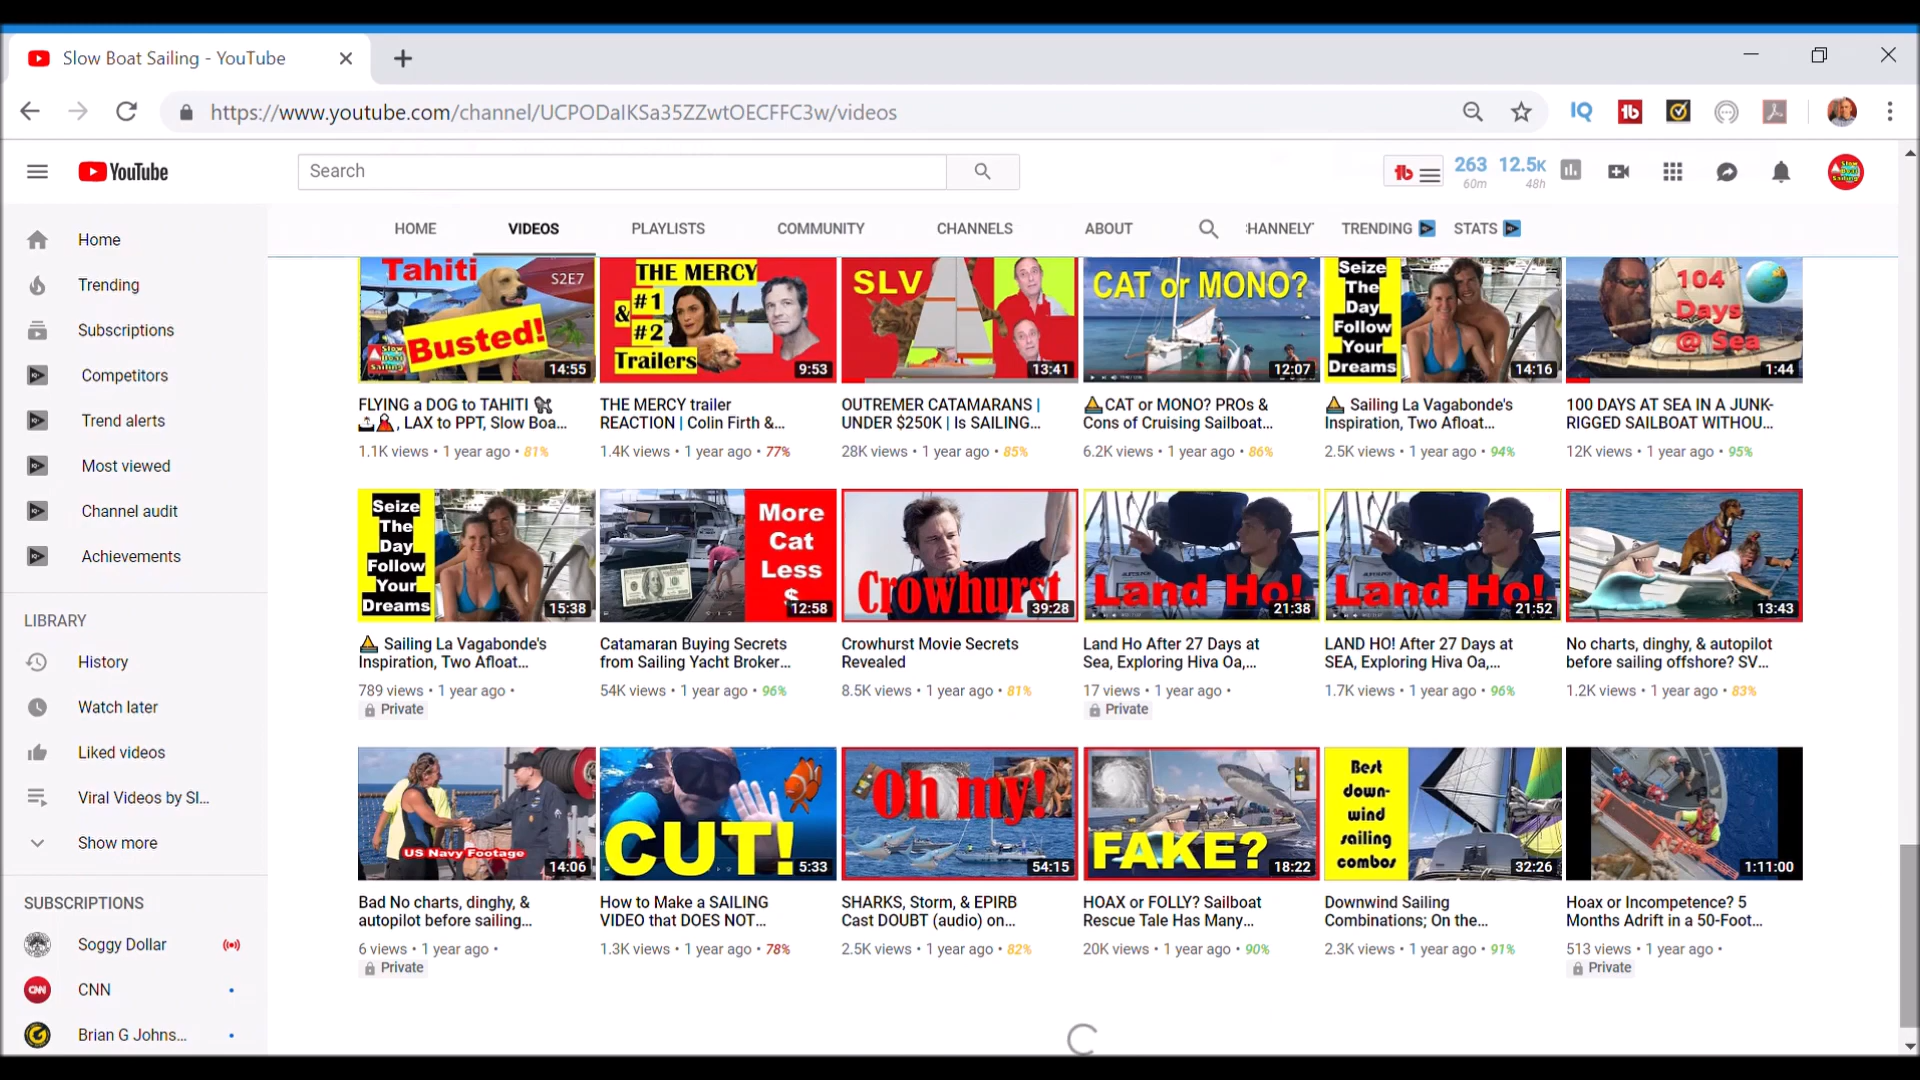 Slow Boat Sailing - YouTube
https://www.youtube.com/channel/UCPODaIKSa35ZZwtOECFFC3w/videos
IQ
tb
YouTube
Search
tb
263 12.5K
60m 48h
Slow Boat Sailing
HOME VIDEOS PLAYLISTS COMMUNITY CHANNELS ABOUT HANNELY TRENDING STATS
Home
Trending
Subscriptions
Competitors
Trend alerts
Most viewed
Channel audit
Achievements
LIBRARY
History
Watch later
Liked videos
Viral Videos by Sl...
Show more
SUBSCRIPTIONS
Soggy Dollar
CNN
CNN
Brian G Johns...
Tahiti
S2E7
Busted!
Slow Boat Sailing
14:55
FLYING a DOG to TAHITI
, LAX to PPT, Slow Boa...
1.1K views • 1 year ago • 81%
THE MERCY
#1
&
#2
Trailers
9:53
THE MERCY trailer
REACTION | Colin Firth &...
1.4K views • 1 year ago • 77%
SLV
13:41
OUTREMER CATAMARANS |
UNDER $250K | Is SAILING...
28K views • 1 year ago • 85%
CAT or MONO?
12:07
CAT or MONO? PROs &
Cons of Cruising Sailboat...
6.2K views • 1 year ago • 86%
Seize
The
Day
Follow
Your
Dreams
14:16
Sailing La Vagabonde's
Inspiration, Two Afloat...
2.5K views • 1 year ago • 94%
104
Days
@ Sea
1:44
100 DAYS AT SEA IN A JUNK-
RIGGED SAILBOAT WITHOU...
12K views • 1 year ago • 95%
Seize
The
Day
Follow
Your
Dreams
15:38
Sailing La Vagabonde's
Inspiration, Two Afloat...
789 views • 1 year ago •
Private
More
Cat
Less
$
12:58
Catamaran Buying Secrets
from Sailing Yacht Broker...
54K views • 1 year ago • 96%
Crowhurst
39:28
Crowhurst Movie Secrets
Revealed
8.5K views • 1 year ago • 81%
Land Ho!
21:38
Land Ho After 27 Days at
Sea, Exploring Hiva Oa,...
17 views • 1 year ago •
Private
Land Ho!
21:52
LAND HO! After 27 Days at
SEA, Exploring Hiva Oa,...
1.7K views • 1 year ago • 96%
13:43
No charts, dinghy, & autopilot
before sailing offshore? SV...
1.2K views • 1 year ago • 83%
US Navy Footage
14:06
Bad No charts, dinghy, &
autopilot before sailing...
6 views • 1 year ago •
Private
CUT!
5:33
How to Make a SAILING
VIDEO that DOES NOT...
1.3K views • 1 year ago • 78%
Oh my!
54:15
SHARKS, Storm, & EPIRB
Cast DOUBT (audio) on...
2.5K views • 1 year ago • 82%
FAKE?
18:22
HOAX or FOLLY? Sailboat
Rescue Tale Has Many...
20K views • 1 year ago • 90%
Best
down-
wind
sailing
combos
32:26
Downwind Sailing
Combinations; On the...
2.3K views • 1 year ago • 91%
1:11:00
Hoax or Incompetence? 5
Months Adrift in a 50-Foot...
513 views • 1 year ago •
Private